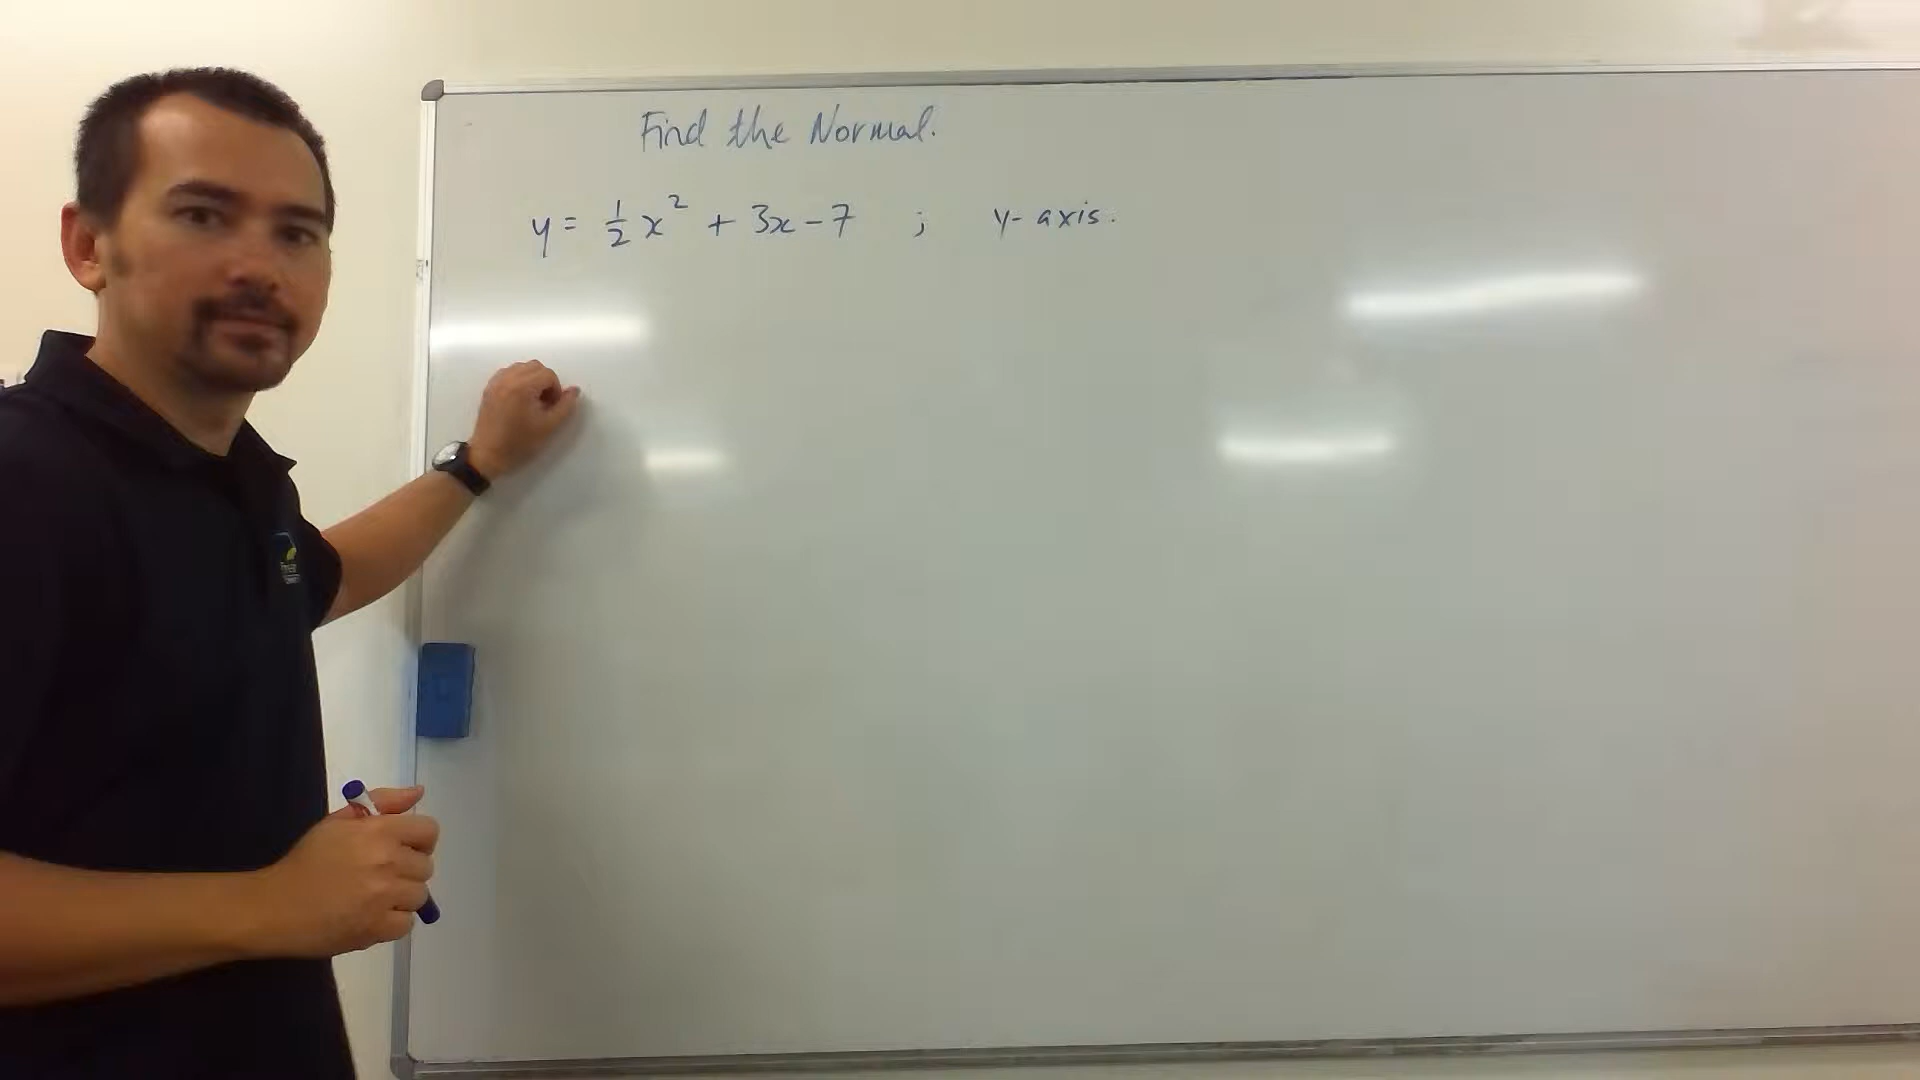 Find the Normal.
y = 1/2 x² + 3x - 7 ; y-axis.